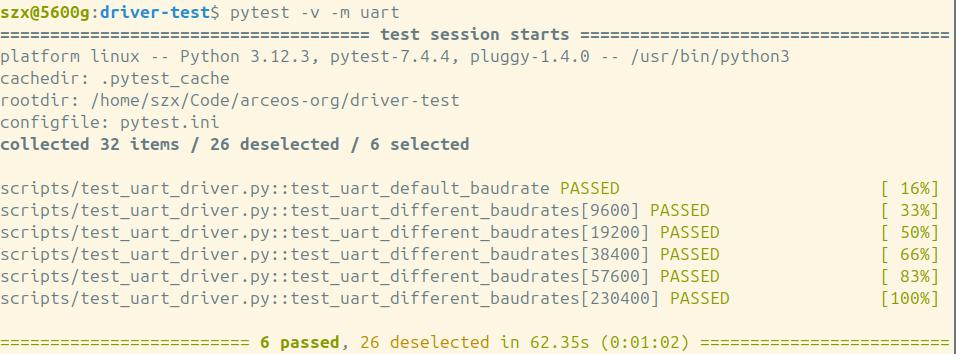 szx@5600g:driver-test$ pytest -v -m uart
===================================== test session starts =====================================
platform linux -- Python 3.12.3, pytest-7.4.4, pluggy-1.4.0 -- /usr/bin/python3
cachedir: .pytest_cache
rootdir: /home/szx/Code/arceos-org/driver-test
configfile: pytest.ini
collected 32 items / 26 deselected / 6 selected
scripts/test_uart_driver.py::test_uart_default_baudrate PASSED [ 16%]
scripts/test_uart_driver.py::test_uart_different_baudrates[9600] PASSED [ 33%]
scripts/test_uart_driver.py::test_uart_different_baudrates[19200] PASSED [ 50%]
scripts/test_uart_driver.py::test_uart_different_baudrates[38400] PASSED [ 66%]
scripts/test_uart_driver.py::test_uart_different_baudrates[57600] PASSED [ 83%]
scripts/test_uart_driver.py::test_uart_different_baudrates[230400] PASSED [100%]
========================= 6 passed, 26 deselected in 62.35s (0:01:02) =========================